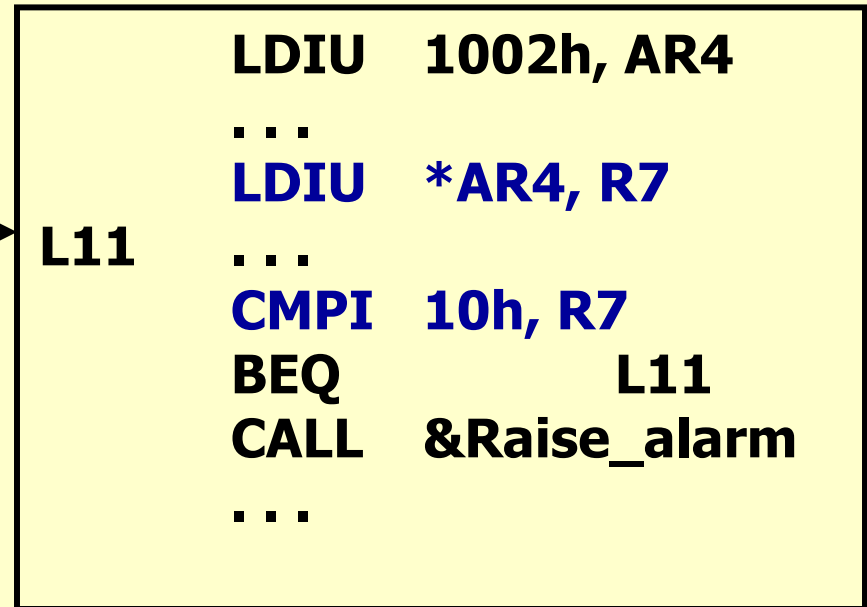 LDIU 1002h, AR4
. . .
LDIU *AR4, R7
L11 . . .
CMPI 10h, R7
BEQ L11
CALL &Raise_alarm
. . .